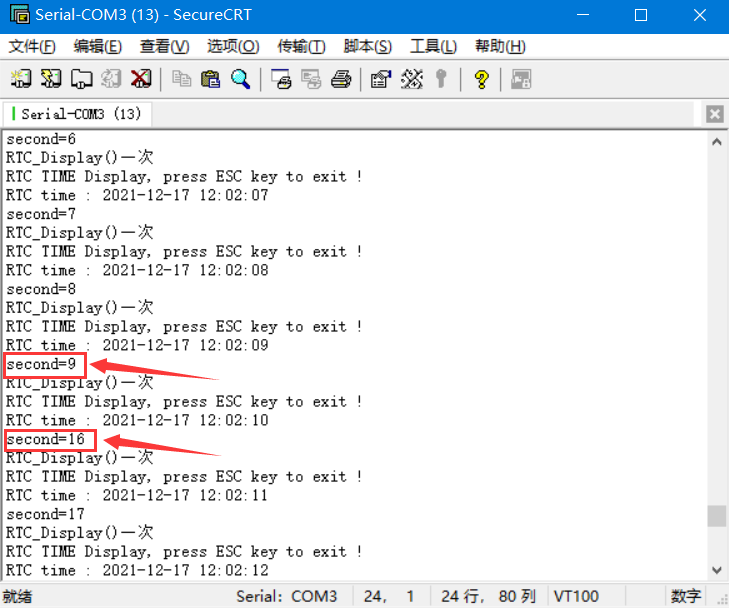 Serial-COM3 (13) - SecureCRT
文件(F) 编辑(E) 查看(V) 选项(O) 传输(T) 脚本(S) 工具(L) 帮助(H)
Serial-COM3 (13)
second=6
RTC_Display()一次
RTC TIME Display, press ESC key to exit !
RTC time : 2021-12-17 12:02:07
second=7
RTC_Display()一次
RTC TIME Display, press ESC key to exit !
RTC time : 2021-12-17 12:02:08
second=8
RTC_Display()一次
RTC TIME Display, press ESC key to exit !
RTC time : 2021-12-17 12:02:09
second=9
RTC_Display()一次
RTC TIME Display, press ESC key to exit !
RTC time : 2021-12-17 12:02:10
second=16
RTC_Display()一次
RTC TIME Display, press ESC key to exit !
RTC time : 2021-12-17 12:02:11
second=17
RTC_Display()一次
RTC TIME Display, press ESC key to exit !
RTC time : 2021-12-17 12:02:12
就绪 Serial: COM3 24, 1 24 行, 80 列 VT100 数字